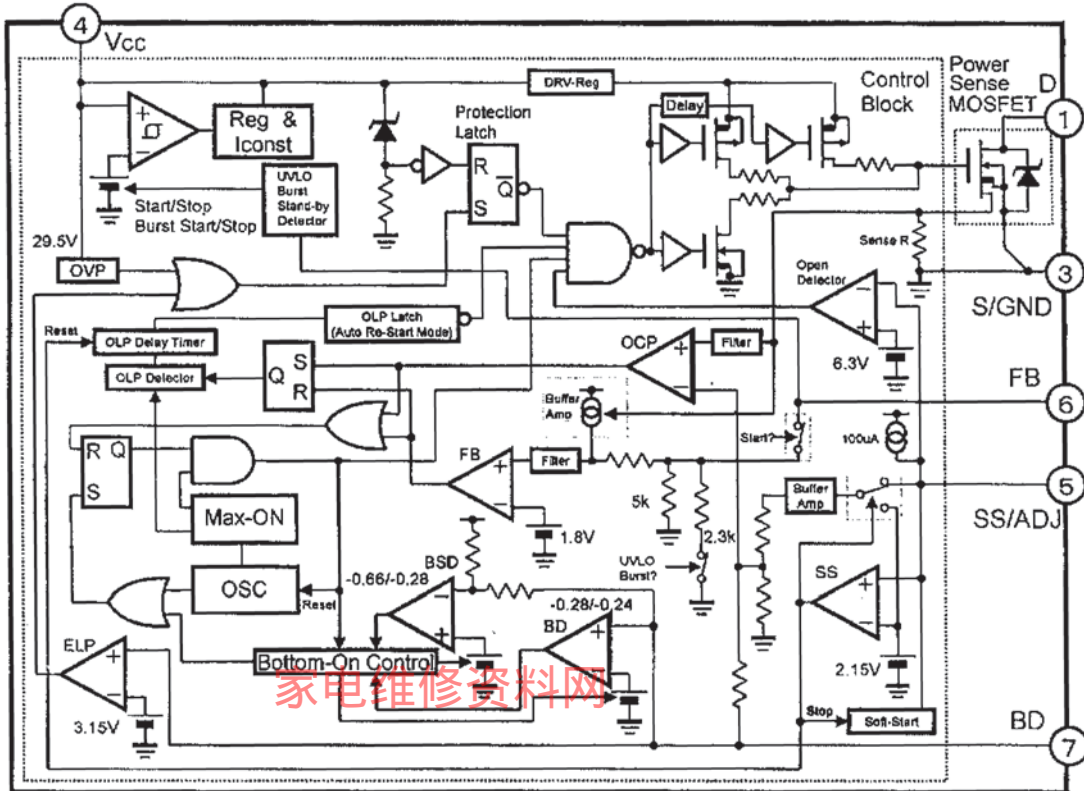 4
Vcc
DRV-Reg
Control
Block
Power
Sense
MOSFET
D
1
Delay
+
−
Reg &
Iconst
Protection
Latch
R
Q
S
UVLO
Burst
Stand-by
Detector
Start/Stop
Burst Start/Stop
29.5V
OVP
Sense R
3
S/GND
Open
Detector
−
+
6.3V
Reset
OLP Delay Timer
OLP Latch
(Auto Re-Start Mode)
OLP Detector
Q
S
R
OCP
+
−
Filter
FB
6
Buffer
Amp
Start?
100uA
R
Q
S
FB
+
−
Filter
5k
2.3k
Buffer
Amp
5
SS/ADJ
Max-ON
1.8V
UVLO
Burst?
BSD
-0.66/-0.28
−
+
OSC
Reset
SS
+
−
-0.28/-0.24
BD
+
−
ELP
+
−
Bottom-On Control
2.15V
家电维修资料网
3.15V
Stop
Soft-Start
BD
7